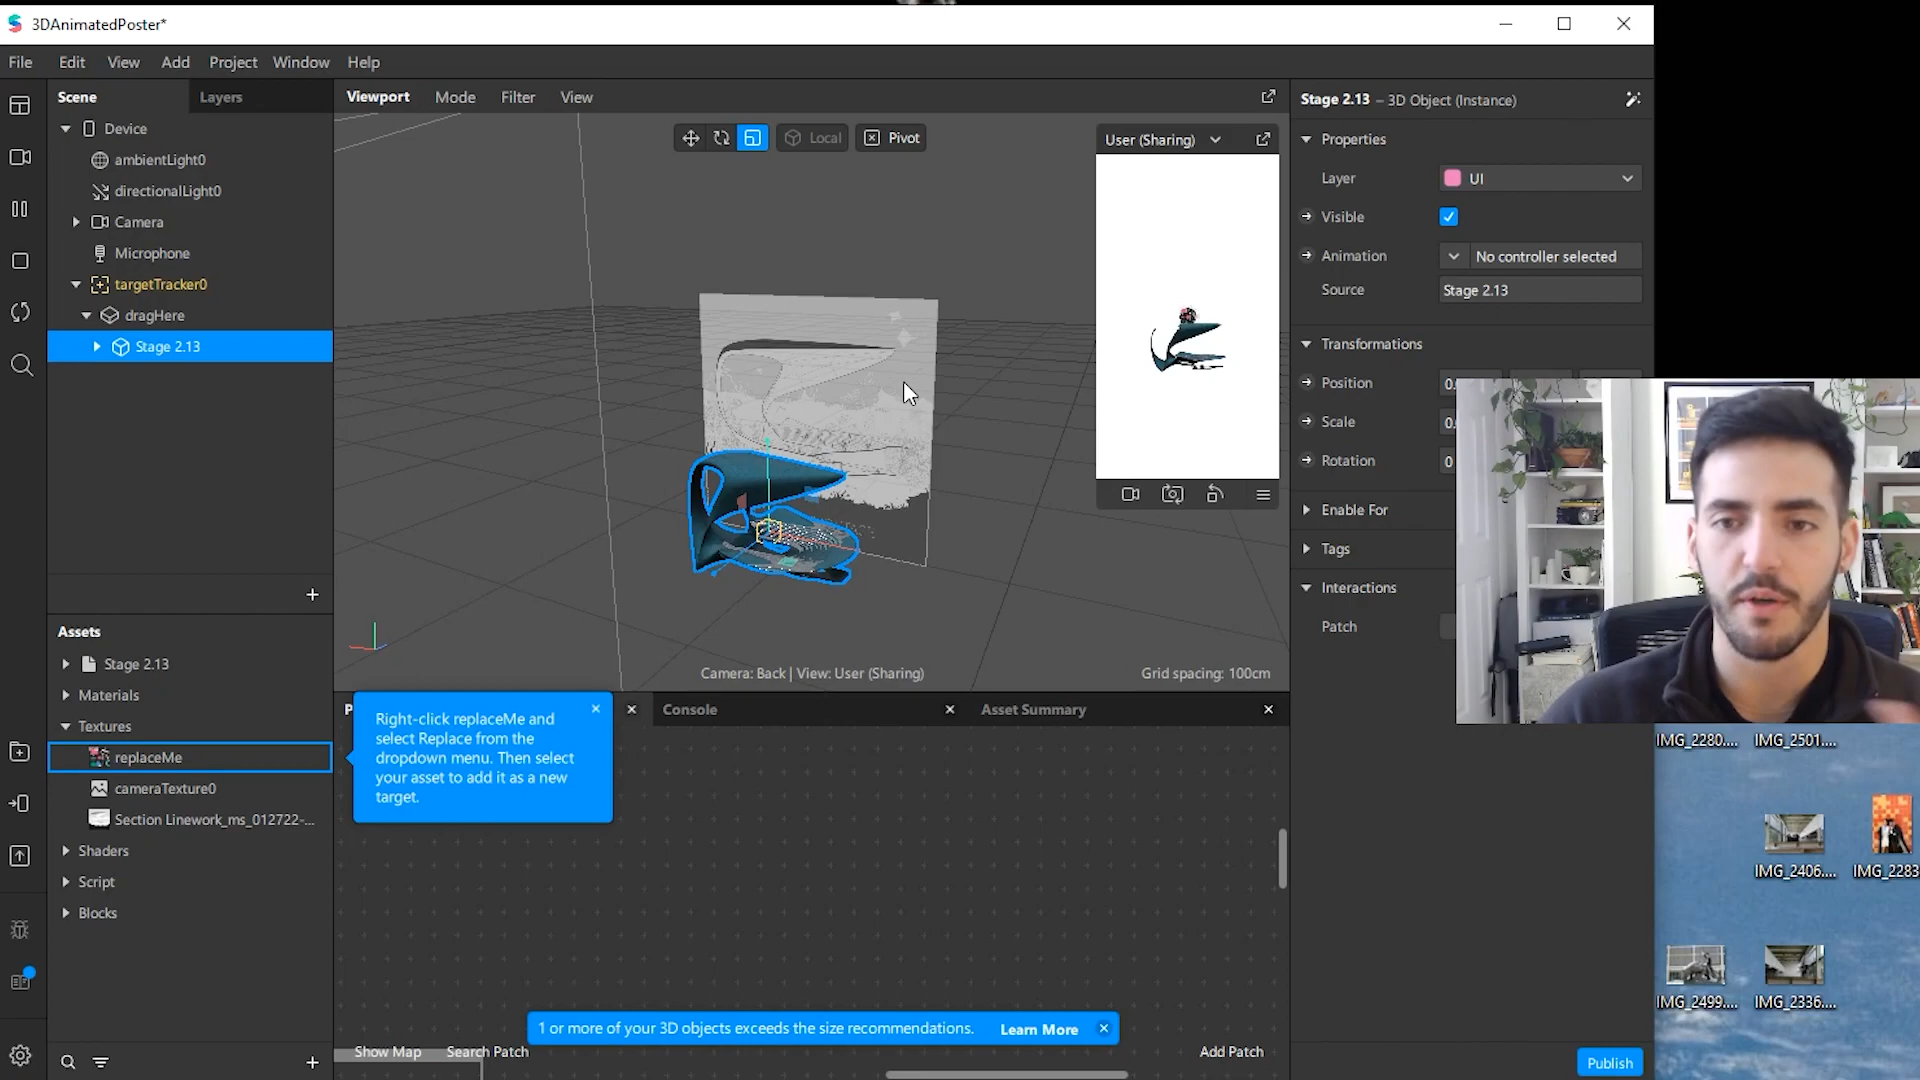 3DAnimatedPoster*
File Edit View Add Project Window Help
Scene Layers
Device
ambientLight0
directionalLight0
Camera
Microphone
targetTracker0
dragHere
Stage 2.13
Assets
Stage 2.13
Materials
Textures
replaceMe
cameraTexture0
Section Linework_ms_012722-...
Shaders
Script
Blocks
Viewport Mode Filter View
Local Pivot
User (Sharing)
Camera: Back | View: User (Sharing)
Grid spacing: 100cm
Right-click replaceMe and
select Replace from the
dropdown menu. Then select
your asset to add it as a new
target.
Console
Asset Summary
1 or more of your 3D objects exceeds the size recommendations. Learn More
Show Map Search Patch
Add Patch
Stage 2.13 – 3D Object (Instance)
Properties
Layer UI
Visible
Animation No controller selected
Source Stage 2.13
Transformations
Position 0.
Scale 0.
Rotation 0
Enable For
Tags
Interactions
Patch
Publish
IMG_2280.... IMG_2501....
IMG_2406.... IMG_2283
IMG_2499.... IMG_2336....